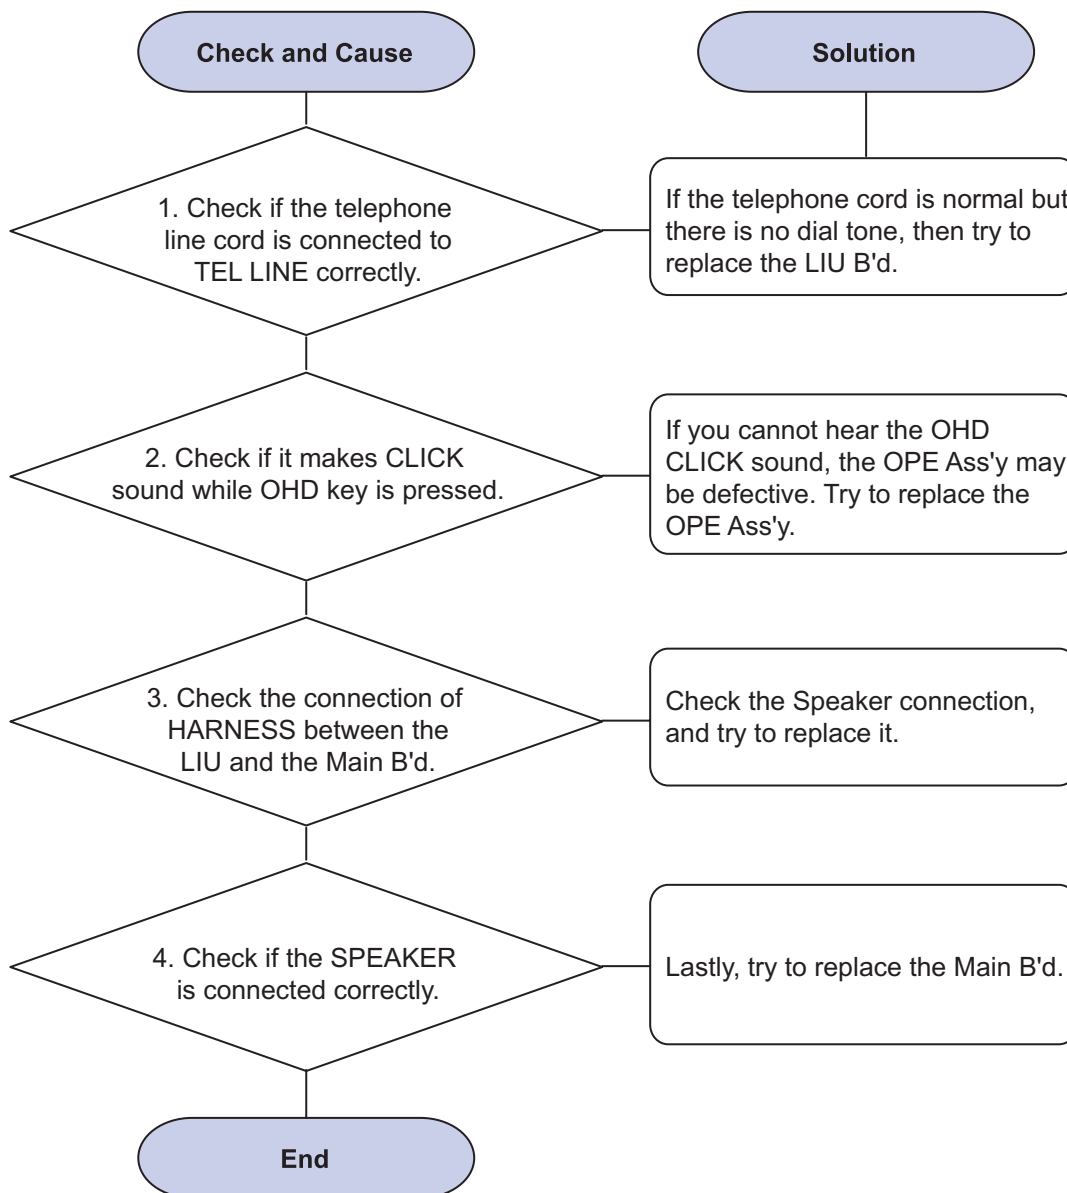 Check and Cause
Solution
1. Check if the telephone
line cord is connected to
TEL LINE correctly.
If the telephone cord is normal but
there is no dial tone, then try to
replace the LIU B'd.
2. Check if it makes CLICK
sound while OHD key is pressed.
If you cannot hear the OHD
CLICK sound, the OPE Ass'y may
be defective. Try to replace the
OPE Ass'y.
3. Check the connection of
HARNESS between the
LIU and the Main B'd.
Check the Speaker connection,
and try to replace it.
4. Check if the SPEAKER
is connected correctly.
Lastly, try to replace the Main B'd.
End